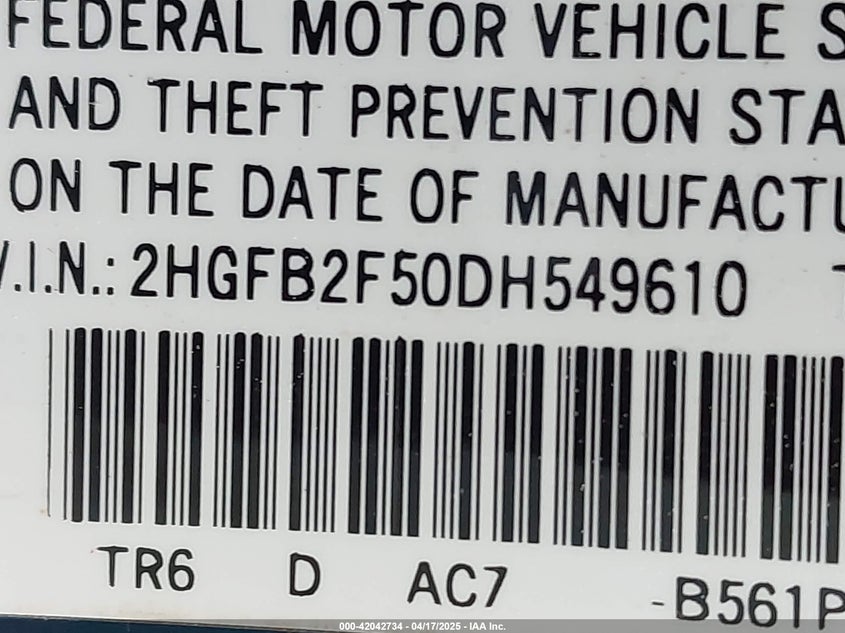 FEDERAL MOTOR VEHICLE S
AND THEFT PREVENTION STA
ON THE DATE OF MANUFACTU
V.I.N.: 2HGFB2F50DH549610
TR6 D AC7 -B561P
000-42042734 - 04/17/2025 - IAA Inc.